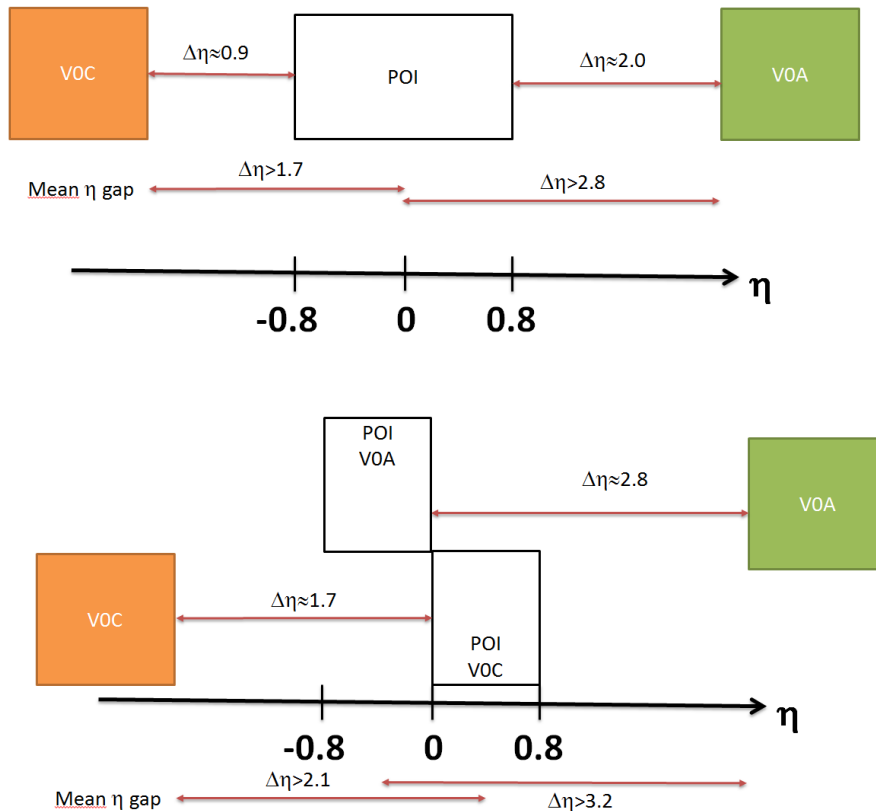 Δη≈0.9
Δη≈2.0
V0C
POI
V0A
Δη>1.7
Δη>2.8
Mean η gap
η
-0.8
0
0.8
POI
V0A
Δη≈2.8
V0A
Δη≈1.7
V0C
POI
V0C
η
-0.8
0
0.8
Δη>2.1
Mean η gap
Δη>3.2